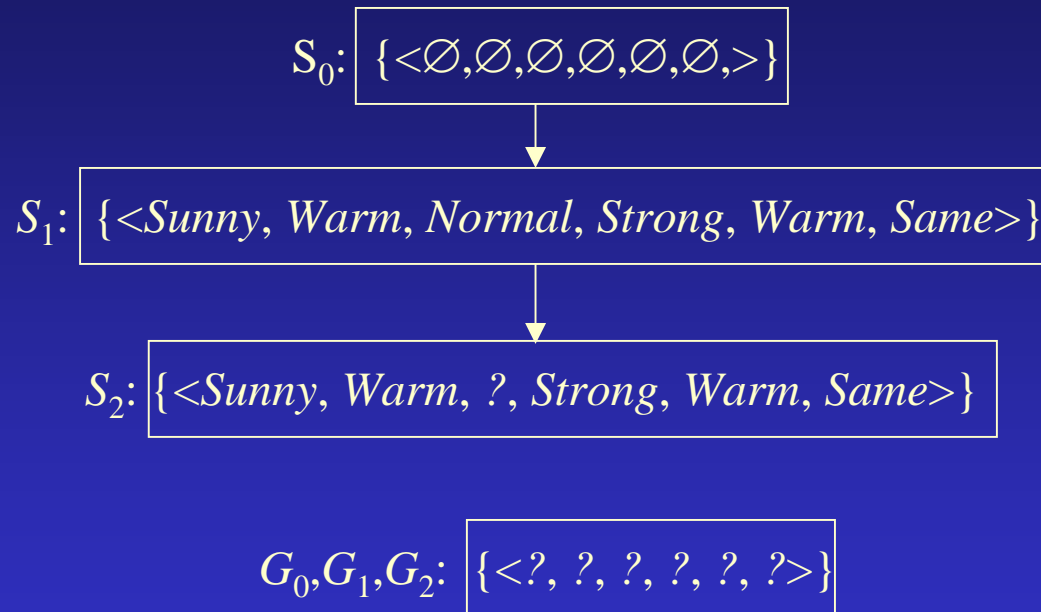 S₀: {<∅,∅,∅,∅,∅,∅,>}
S₁: {<Sunny, Warm, Normal, Strong, Warm, Same>}
S₂: {<Sunny, Warm, ?, Strong, Warm, Same>}
G₀,G₁,G₂: {<?, ?, ?, ?, ?, ?>}